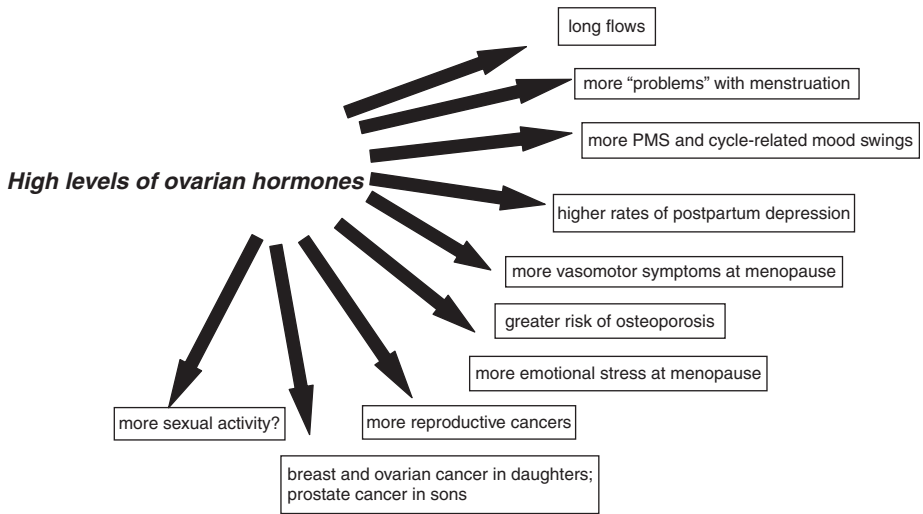 long flows
more “problems” with menstruation
more PMS and cycle-related mood swings
High levels of ovarian hormones
higher rates of postpartum depression
more vasomotor symptoms at menopause
greater risk of osteoporosis
more emotional stress at menopause
more sexual activity?
more reproductive cancers
breast and ovarian cancer in daughters;
prostate cancer in sons